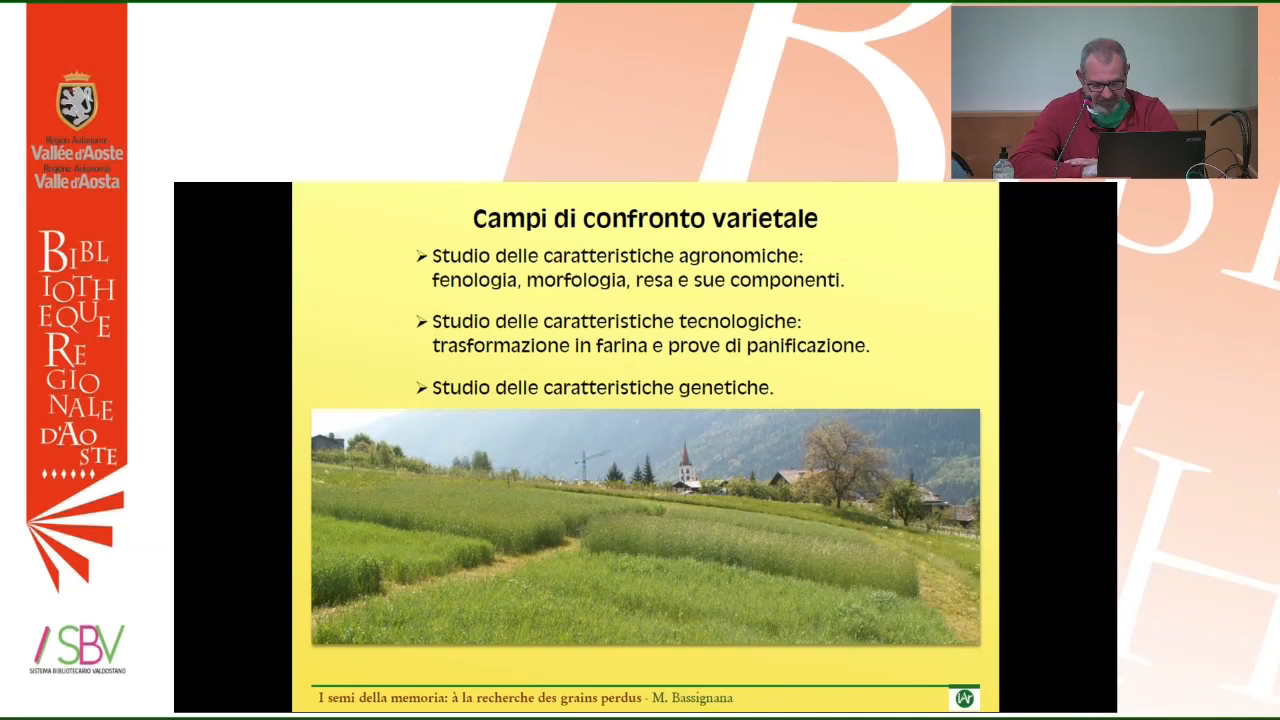 Région Autonome
Vallée d'Aoste
Regione Autonoma
Valle d'Aosta
BIBL
IOTH
EQUE
RE
GIO
NALE
D'AO
STE
SBV
SISTEMA BIBLIOTECARIO VALDOSTANO
Campi di confronto varietale
➢ Studio delle caratteristiche agronomiche:
fenologia, morfologia, resa e sue componenti.
➢ Studio delle caratteristiche tecnologiche:
trasformazione in farina e prove di panificazione.
➢ Studio delle caratteristiche genetiche.
I semi della memoria: à la recherche des grains perdus - M. Bassignana
IAr